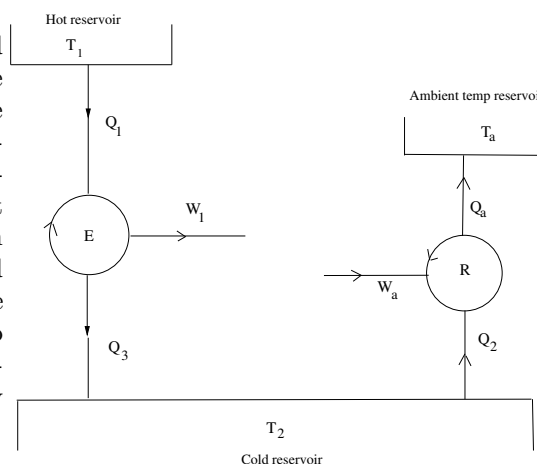 Hot reservoir
T1
Q1
E
W1
Q3
Ambient temp reservoir
Ta
Qa
R
Wa
Q2
T2
Cold reservoir